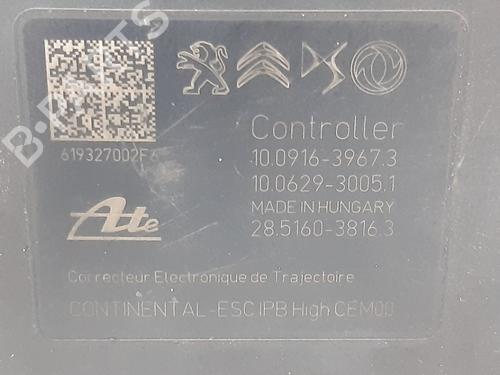 619327002F6
Controller
10.0916-3967.3
10.0629-3005.1
MADE IN HUNGARY
28.5160-3816.3
Ate
Correcteur Electronique de Trajectoire
CONTINENTAL-ESC IPB High CEM00
B-PARTS